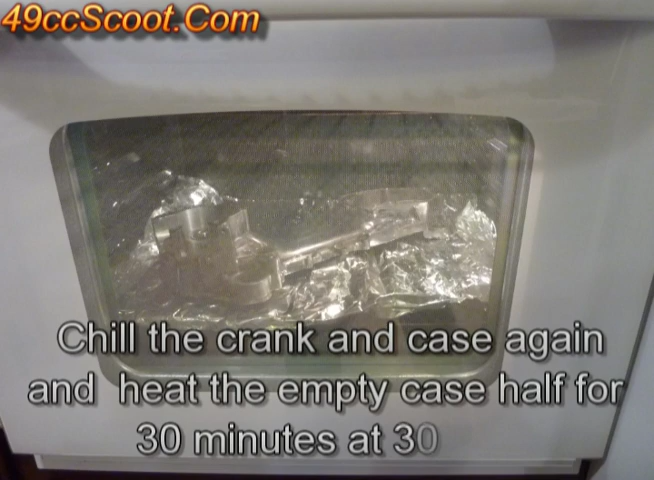 49ccScoot.Com
Chill the crank and case again
and heat the empty case half for
30 minutes at 30